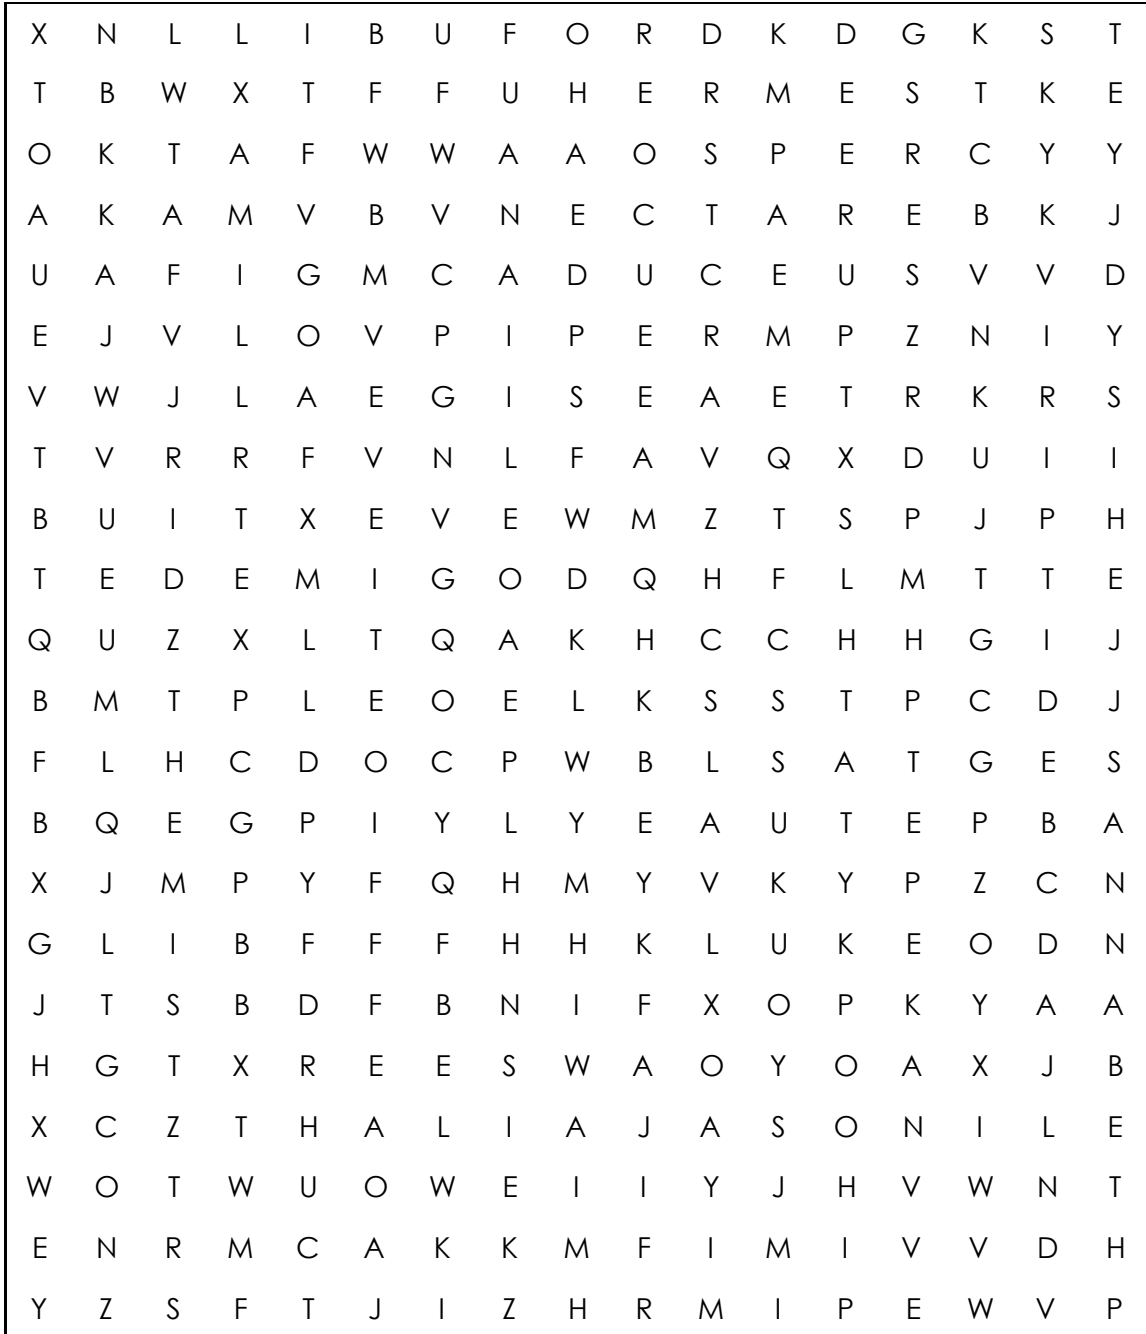 X N L L I B U F O R D K D G K S T
T B W X T F F U H E R M E S T K E
O K T A F W W A A O S P E R C Y Y
A K A M V B V N E C T A R E B K J
U A F I G M C A D U C E U S V V D
E J V L O V P I P E R M P Z N I Y
V W J L A E G I S E A E T R K R S
T V R R F V N L F A V Q X D U I I
B U I T X E V E W M Z T S P J P H
T E D E M I G O D Q H F L M T T E
Q U Z X L T Q A K H C C H H G I J
B M T P L E O E L K S S T P C D J
F L H C D O C P W B L S A T G E S
B Q E G P I Y L Y E A U T E P B A
X J M P Y F Q H M Y V K Y P Z C N
G L I B F F F H H K L U K E O D N
J T S B D F B N I F X O P K Y A A
H G T X R E E S W A O Y O A X J B
X C Z T H A L I A J A S O N I L E
W O T W U O W E I I Y J H V W N T
E N R M C A K K M F I M I V V D H
Y Z S F T J I Z H R M I P E W V P